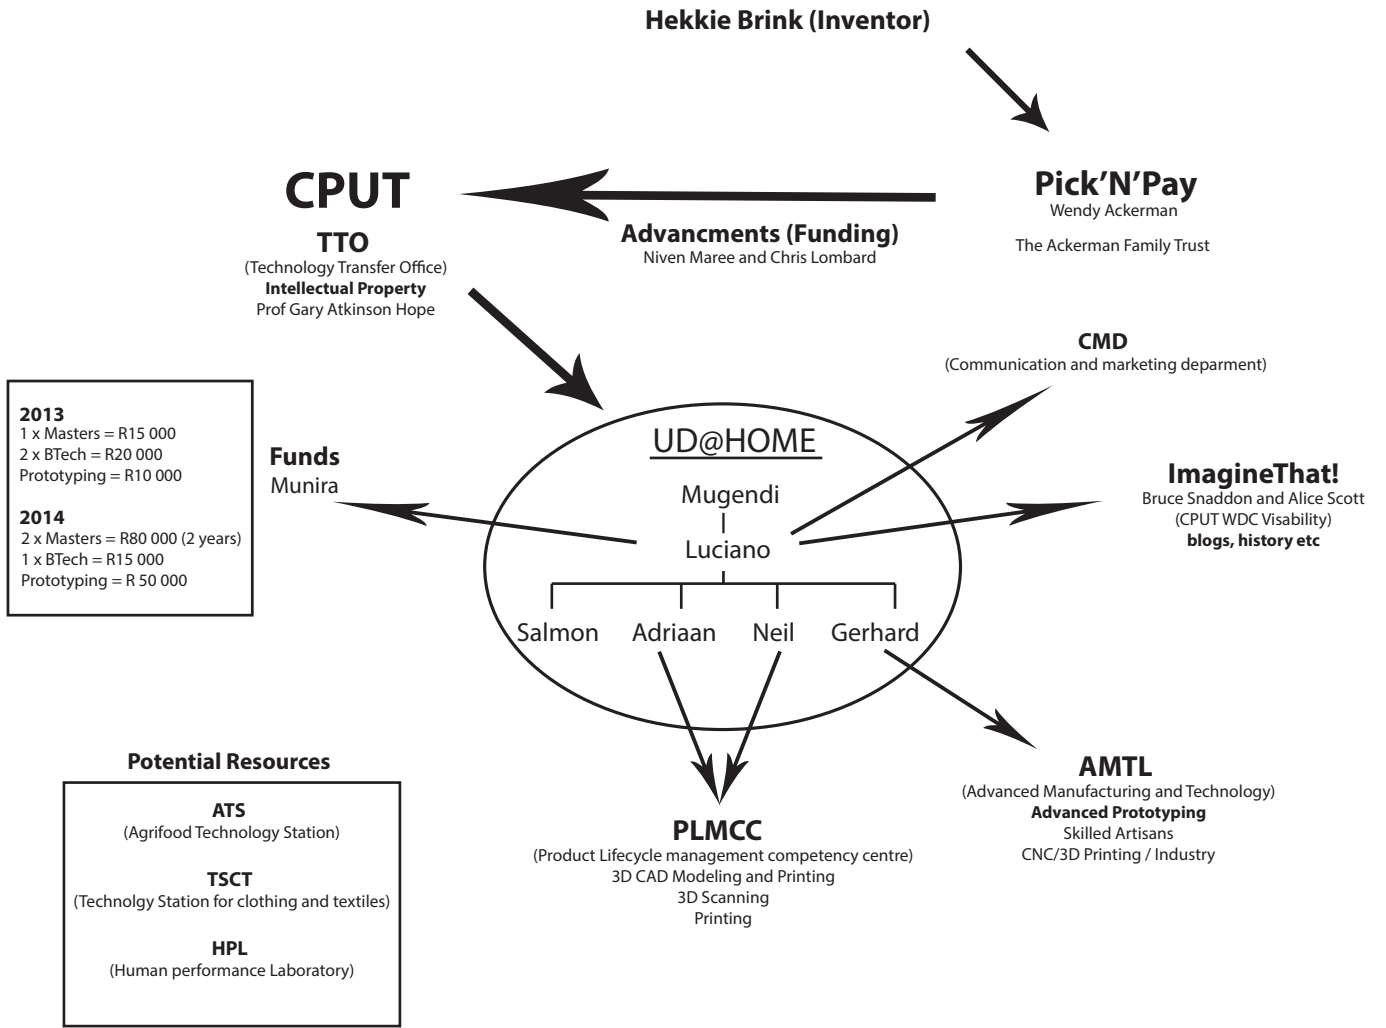 Hekkie Brink (Inventor)
CPUT
TTO
(Technology Transfer Office)
Intellectual Property
Prof Gary Atkinson Hope
Advancments (Funding)
Niven Maree and Chris Lombard
Pick'N'Pay
Wendy Ackerman
The Ackerman Family Trust
CMD
(Communication and marketing deparment)
2013
1 x Masters = R15 000
2 x BTech = R20 000
Prototyping = R10 000
2014
2 x Masters = R80 000 (2 years)
1 x BTech = R15 000
Prototyping = R 50 000
Funds
Munira
UD@HOME
Mugendi
Luciano
Salmon
Adriaan
Neil
Gerhard
ImagineThat!
Bruce Snaddon and Alice Scott
(CPUT WDC Visability)
blogs, history etc
Potential Resources
ATS
(Agrifood Technology Station)
TSCT
(Technolgy Station for clothing and textiles)
HPL
(Human performance Laboratory)
PLMCC
(Product Lifecycle management competency centre)
3D CAD Modeling and Printing
3D Scanning
Printing
AMTL
(Advanced Manufacturing and Technology)
Advanced Prototyping
Skilled Artisans
CNC/3D Printing / Industry